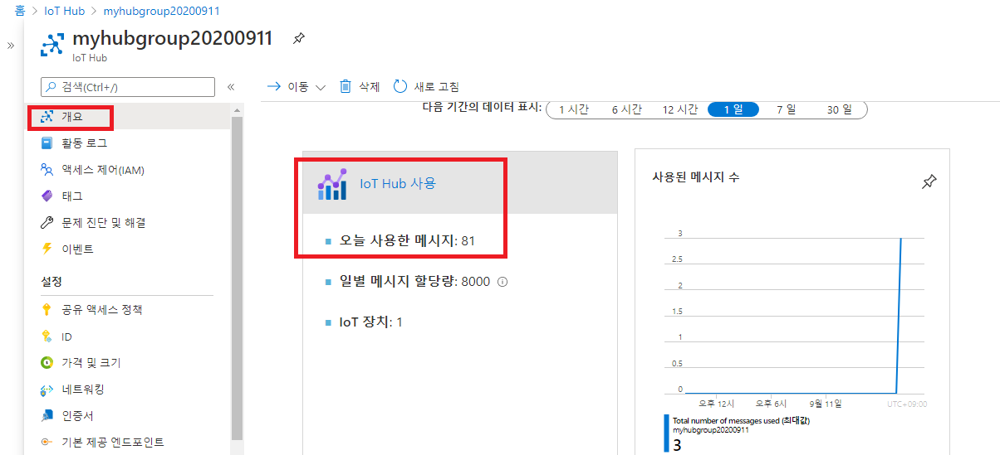 홈 > IoT Hub > myhubgroup20200911
»
myhubgroup20200911
IoT Hub
검색(Ctrl+/)
«
이동
삭제
새로 고침
개요
활동 로그
액세스 제어(IAM)
태그
문제 진단 및 해결
이벤트
설정
공유 액세스 정책
ID
가격 및 크기
네트워킹
인증서
기본 제공 엔드포인트
다음 기간의 데이터 표시:
1 시간 6 시간 12 시간 1 일 7 일 30 일
IoT Hub 사용
오늘 사용한 메시지: 81
일별 메시지 할당량: 8000
IoT 장치: 1
사용된 메시지 수
3
2.5
2
1.5
1
0.5
0
오후 12시 오후 6시 9월 11일 UTC+09:00
Total number of messages used (최대값)
myhubgroup20200911
3